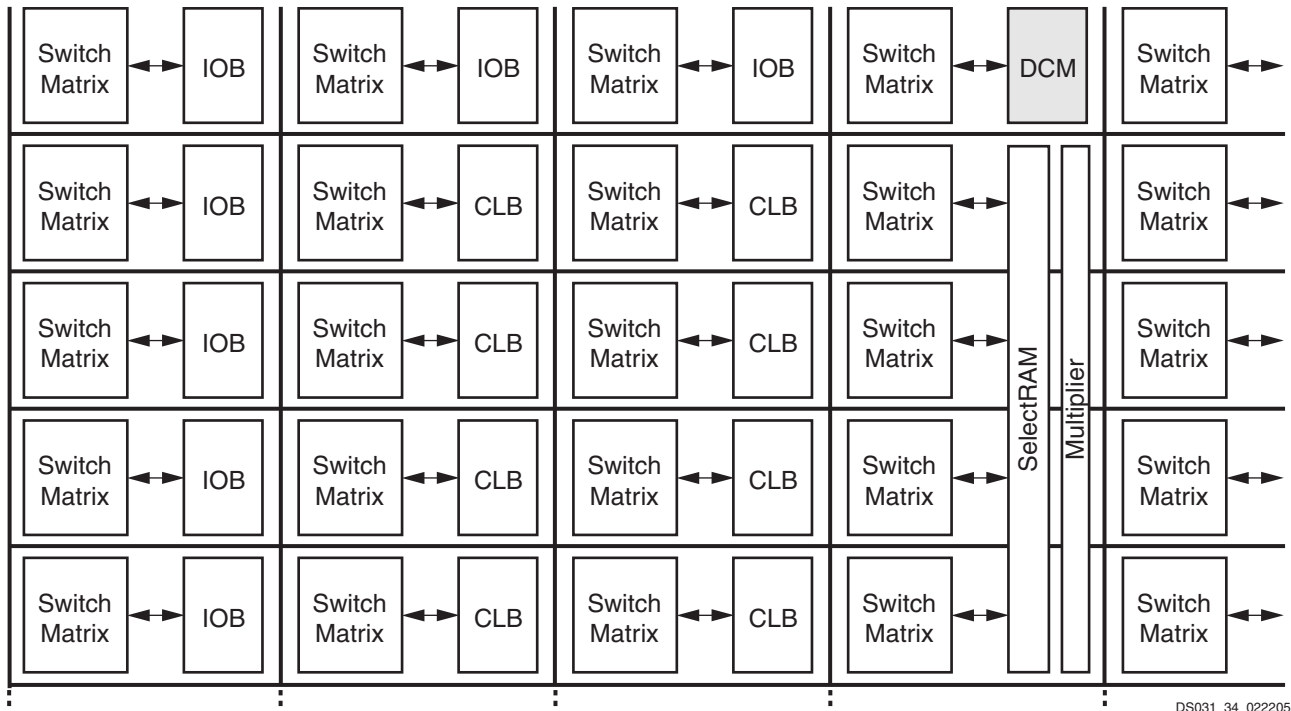 Switch Matrix IOB Switch Matrix IOB Switch Matrix IOB Switch Matrix DCM Switch Matrix
Switch Matrix IOB Switch Matrix CLB Switch Matrix CLB Switch Matrix Switch Matrix
Switch Matrix IOB Switch Matrix CLB Switch Matrix CLB Switch Matrix Switch Matrix
SelectRAM
Multiplier
Switch Matrix IOB Switch Matrix CLB Switch Matrix CLB Switch Matrix Switch Matrix
Switch Matrix IOB Switch Matrix CLB Switch Matrix CLB Switch Matrix Switch Matrix
DS031_34_022205